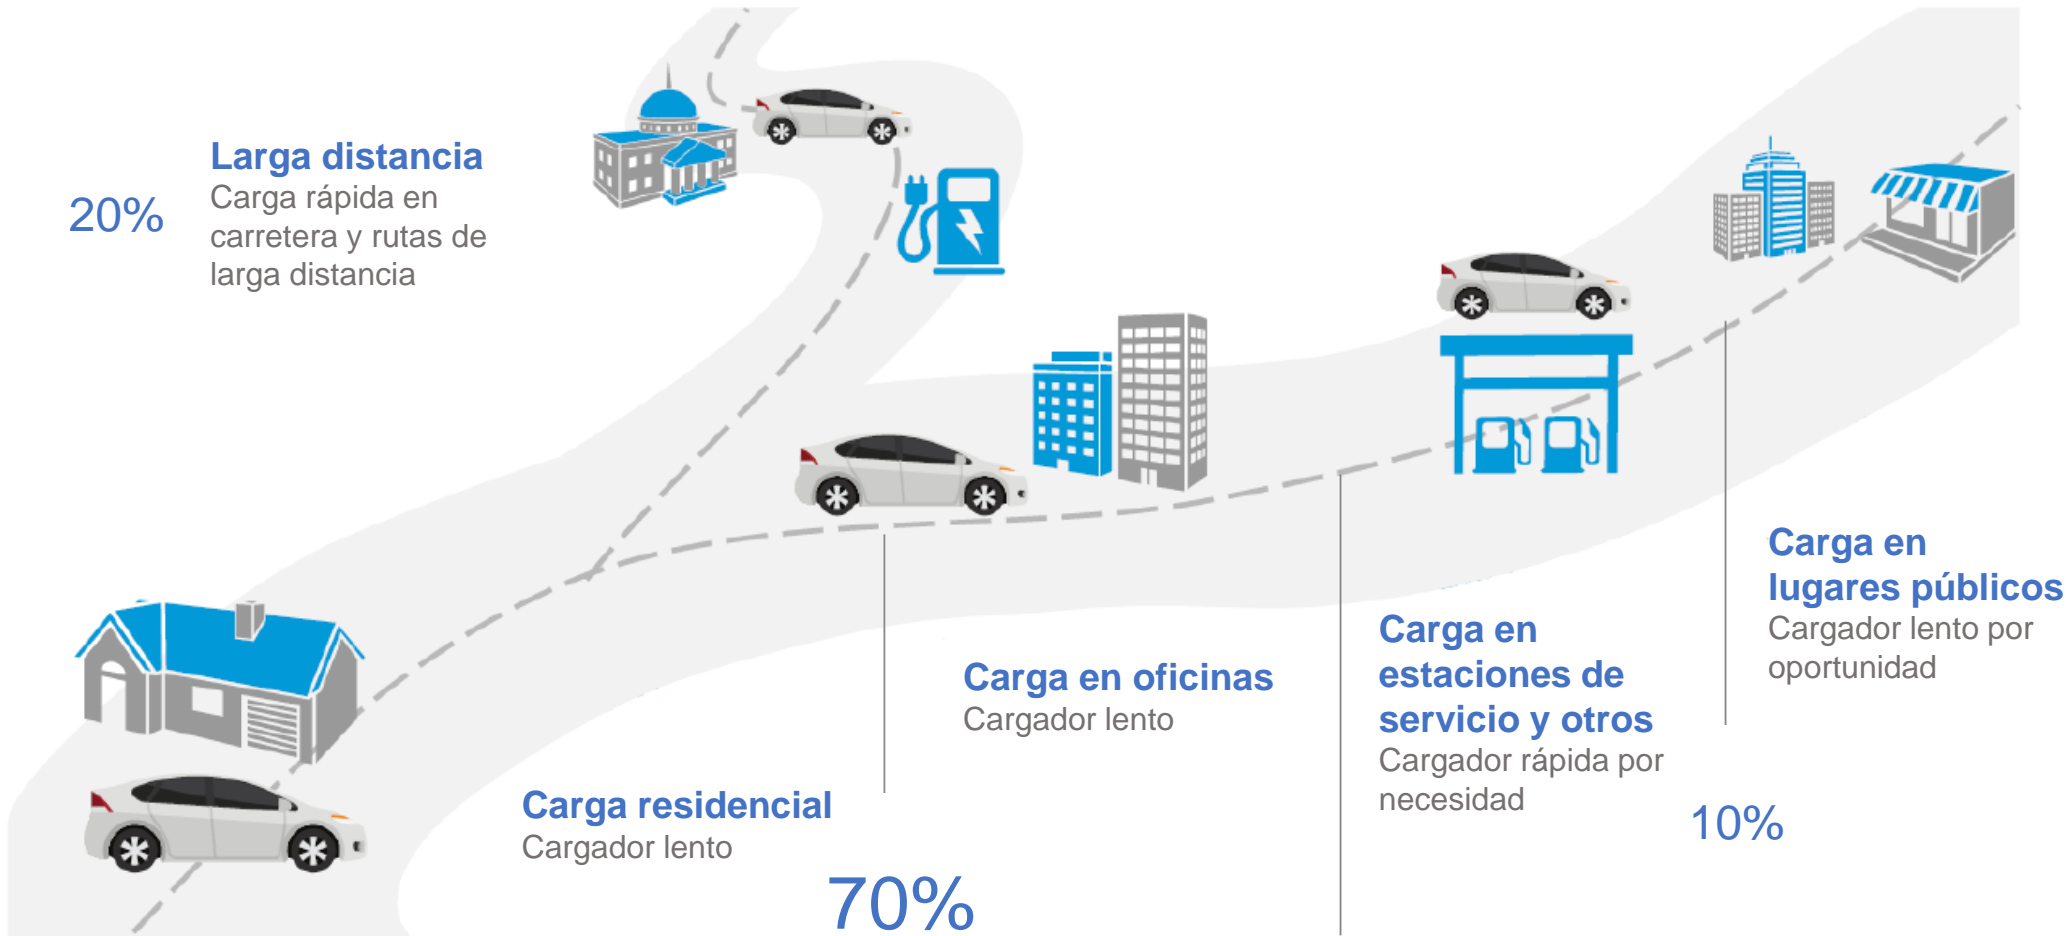 20%
Larga distancia
Carga rápida en
carretera y rutas de
larga distancia
Carga residencial
Cargador lento
70%
Carga en oficinas
Cargador lento
Carga en
estaciones de
servicio y otros
Cargador rápida por
necesidad
10%
Carga en
lugares públicos
Cargador lento por
oportunidad